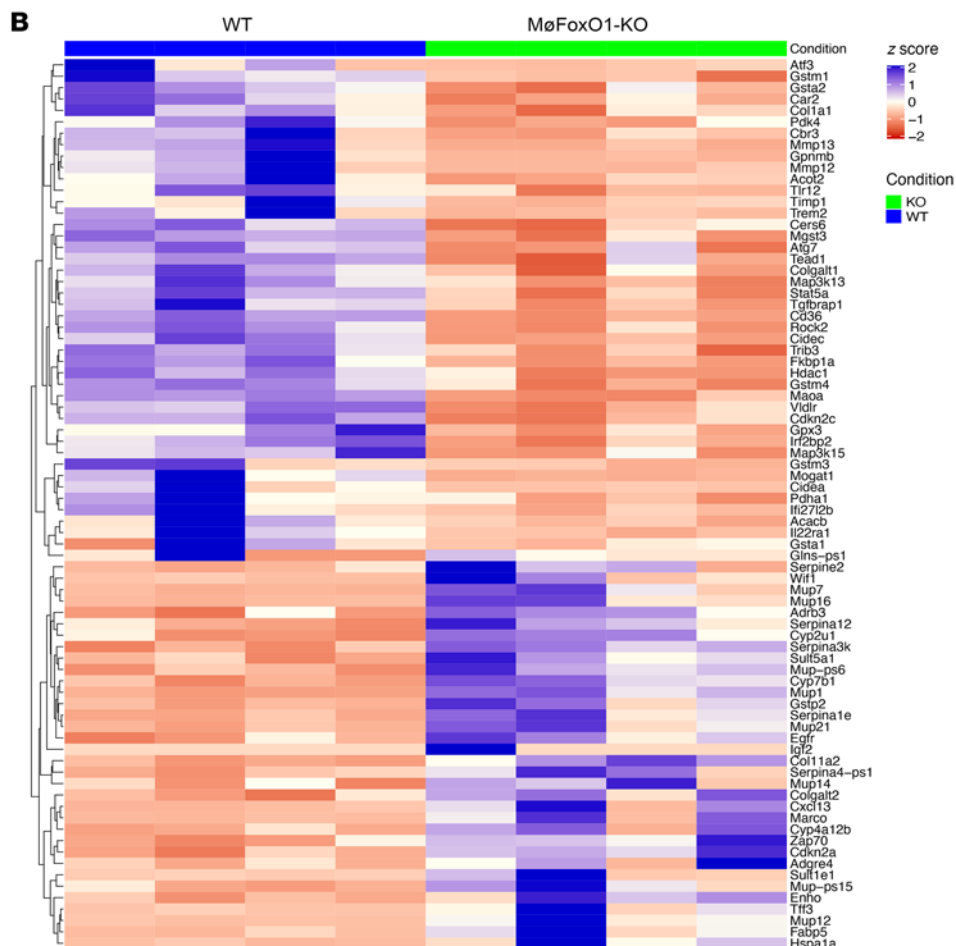 B
WT MøFoxO1-KO
Condition
z score
2
1
0
−1
−2
Condition
KO
WT
Atf3
Gstm1
Gsta2
Car2
Col1a1
Pdk4
Cbr3
Mmp13
Gpnmb
Mmp12
Acot2
Tlr12
Timp1
Trem2
Cers6
Mgst3
Atg7
Tead1
Colgalt1
Map3k13
Stat5a
Tgfbrap1
Cd36
Rock2
Cidec
Trib3
Fkbp1a
Hdac1
Gstm4
Maoa
Vldlr
Cdkn2c
Gpx3
Irf2bp2
Map3k15
Gstm3
Mogat1
Cidea
Pdha1
Ifi27l2b
Acacb
Il22ra1
Gsta1
Glns−ps1
Serpine2
Wif1
Mup7
Mup16
Adrb3
Serpina12
Cyp2u1
Serpina3k
Sult5a1
Mup−ps6
Cyp7b1
Mup1
Gstp2
Serpina1e
Mup21
Egfr
Igf2
Col11a2
Serpina4−ps1
Mup14
Colgalt2
Cxcl13
Marco
Cyp4a12b
Zap70
Cdkn2a
Adgre4
Sult1e1
Mup−ps15
Enho
Tff3
Mup12
Fabp5
Hspa1a